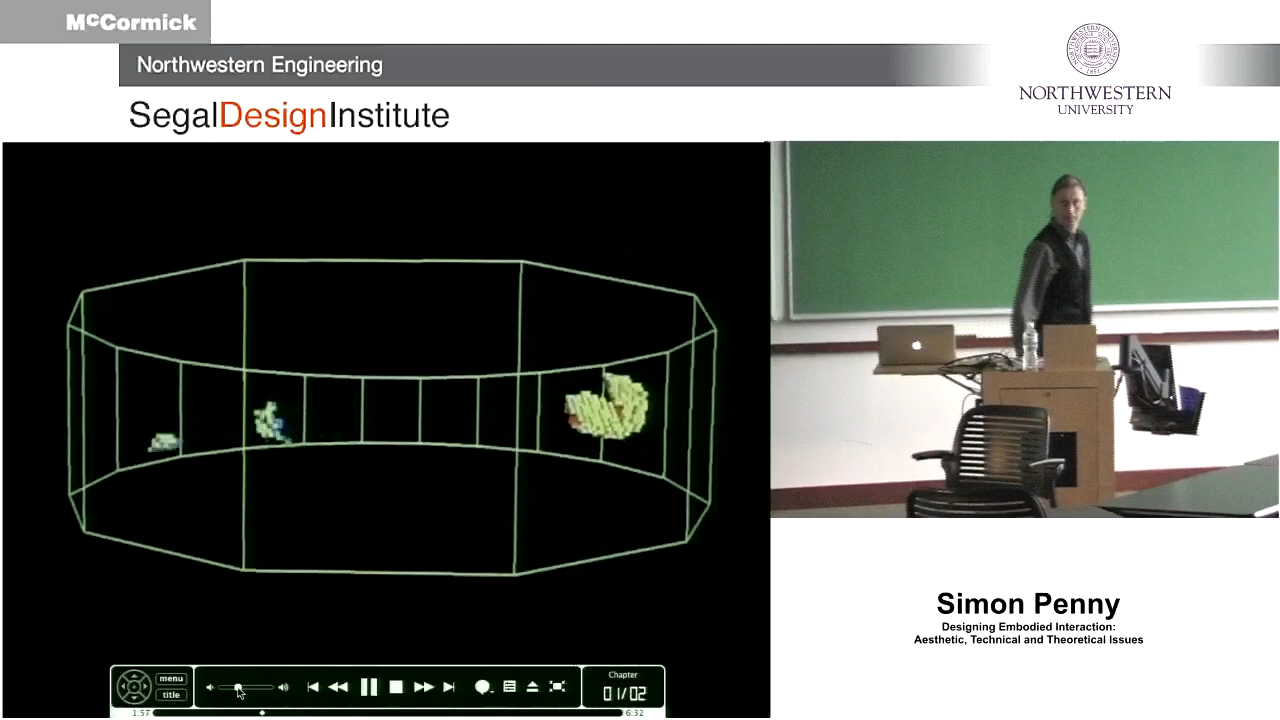 McCormick
Northwestern Engineering
SegalDesignInstitute
NORTHWESTERN
UNIVERSITY
menu
title
Chapter
01/02
1:57
6:32
Simon Penny
Designing Embodied Interaction:
Aesthetic, Technical and Theoretical Issues